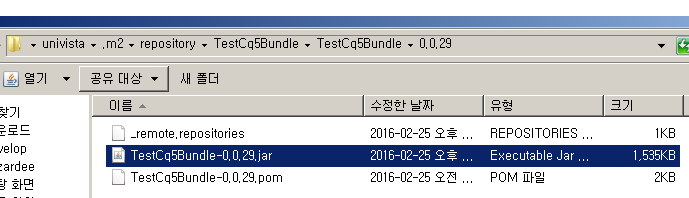 univista ▾ .m2 ▾ repository ▾ TestCq5Bundle ▾ TestCq5Bundle ▾ 0.0.29
열기 ▾ 공유 대상 ▾ 새 폴더
찾기
운로드
velop
zardee
탕 화면
이름 수정한 날짜 유형 크기
_remote.repositories 2016-02-25 오후 ... REPOSITORIES ... 1KB
TestCq5Bundle-0.0.29.jar 2016-02-25 오후 ... Executable Jar ... 1,535KB
TestCq5Bundle-0.0.29.pom 2016-02-25 오전 ... POM 파일 2KB